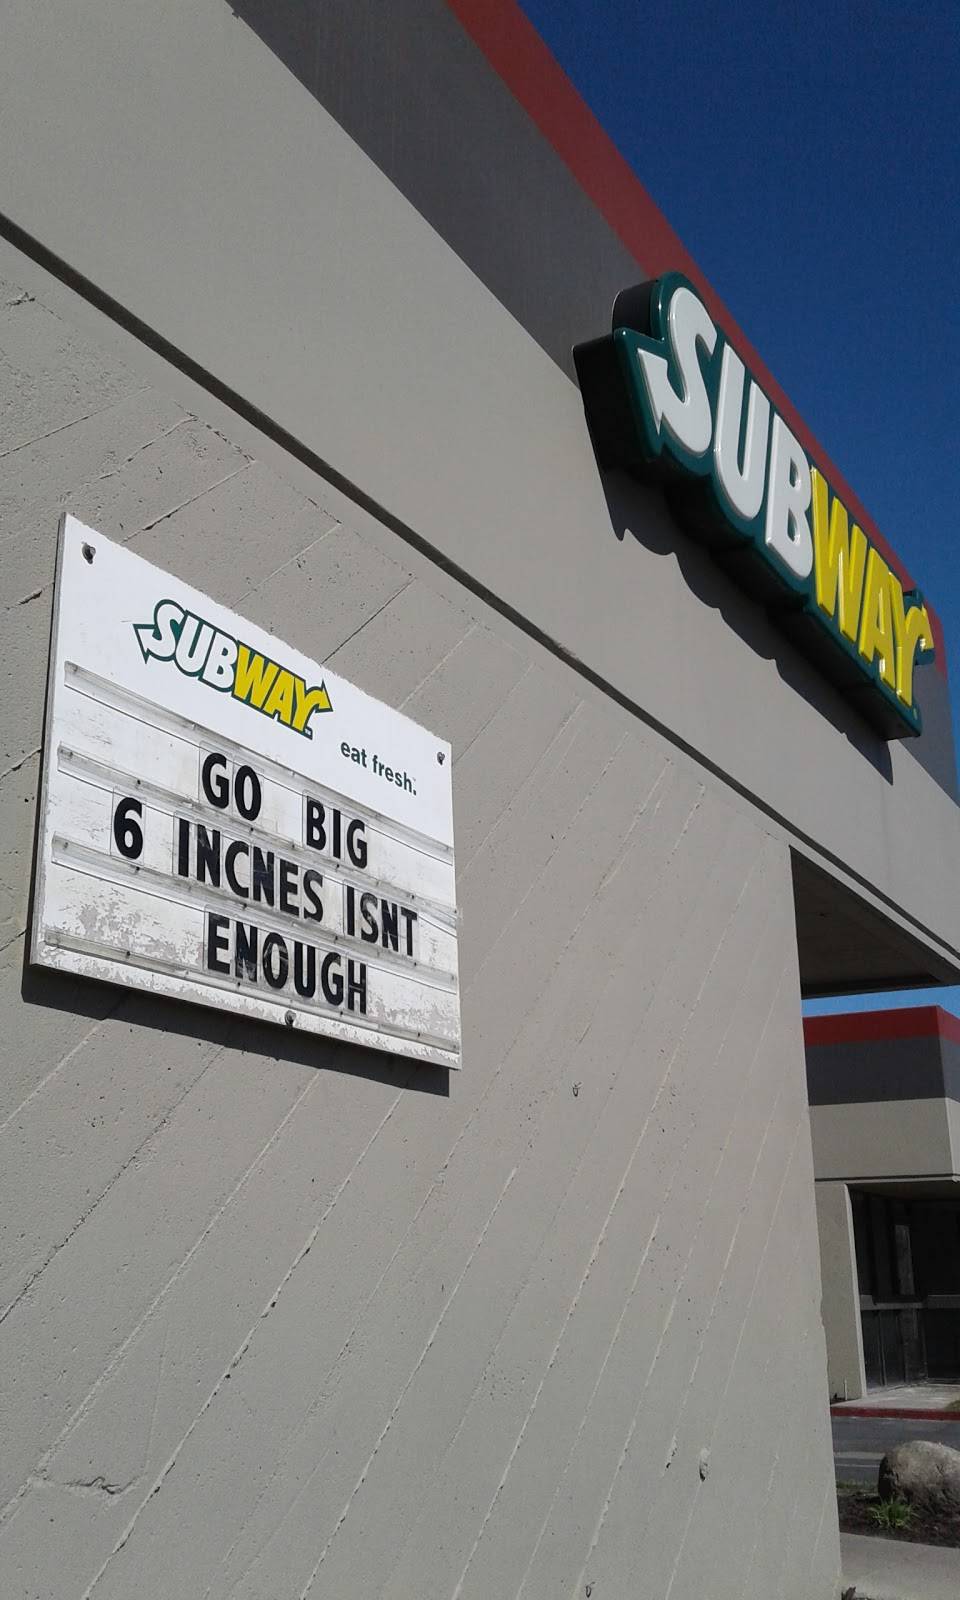 SUBWAY
SUBWAY
eat fresh.
GO BIG
6 INCNES ISNT
ENOUGH